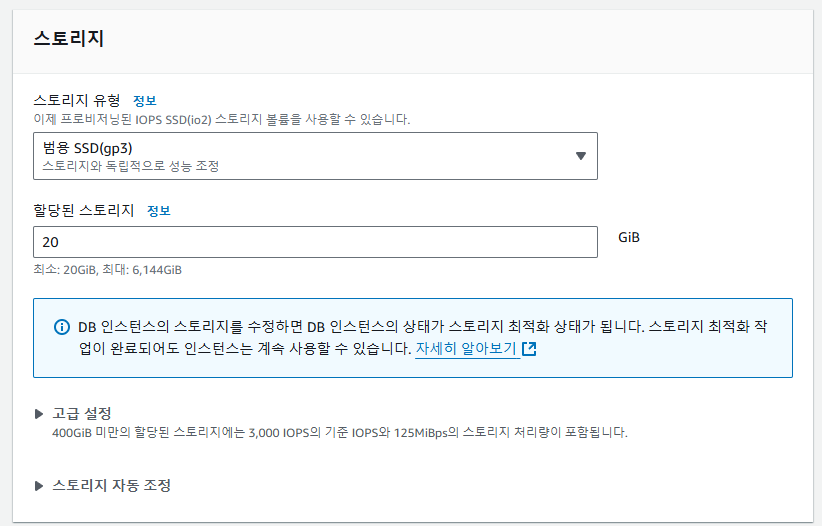 스토리지
스토리지 유형 정보
이제 프로비저닝된 IOPS SSD(io2) 스토리지 볼륨을 사용할 수 있습니다.
범용 SSD(gp3)
스토리지와 독립적으로 성능 조정
할당된 스토리지 정보
20
GiB
최소: 20GiB, 최대: 6,144GiB
DB 인스턴스의 스토리지를 수정하면 DB 인스턴스의 상태가 스토리지 최적화 상태가 됩니다. 스토리지 최적화 작
업이 완료되어도 인스턴스는 계속 사용할 수 있습니다. 자세히 알아보기
고급 설정
400GiB 미만의 할당된 스토리지에는 3,000 IOPS의 기준 IOPS와 125MiBps의 스토리지 처리량이 포함됩니다.
스토리지 자동 조정